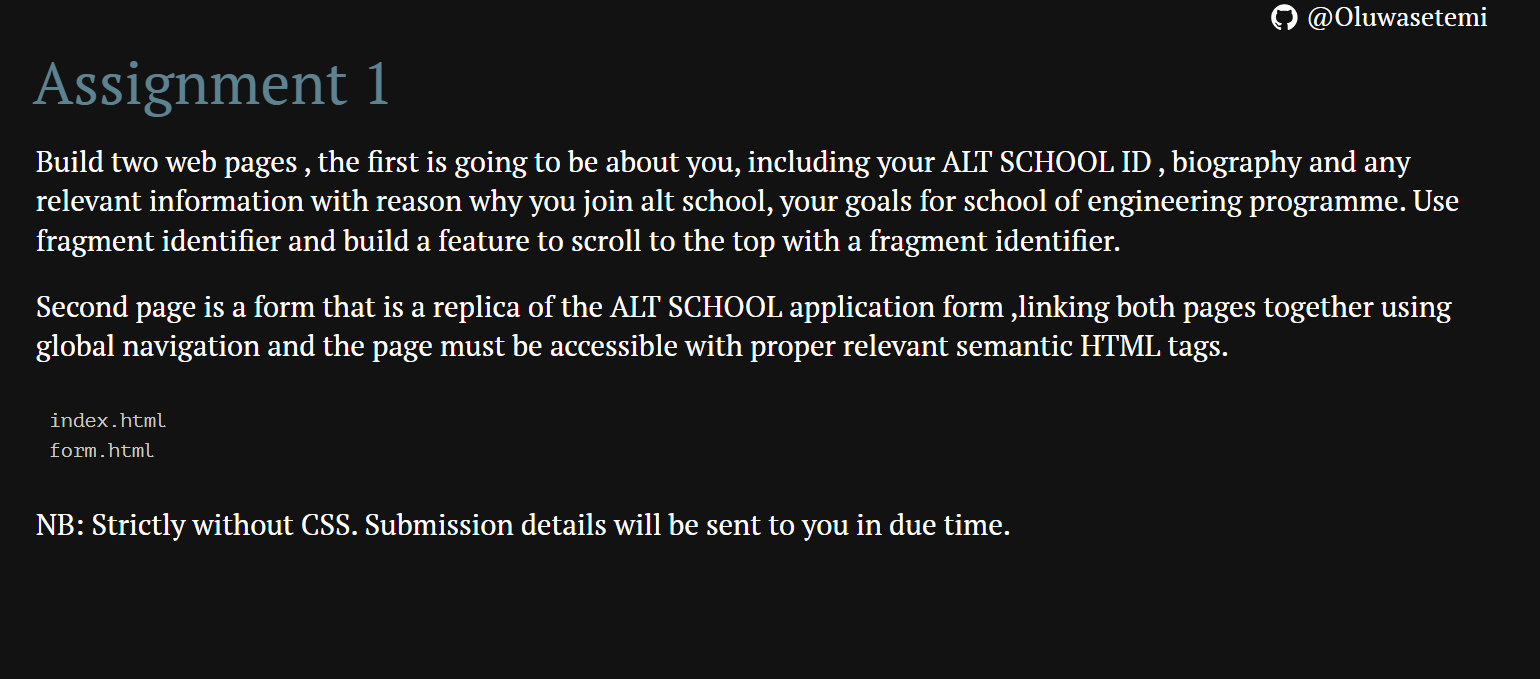 @Oluwasetemi
Assignment 1
Build two web pages , the first is going to be about you, including your ALT SCHOOL ID , biography and any
relevant information with reason why you join alt school, your goals for school of engineering programme. Use
fragment identifier and build a feature to scroll to the top with a fragment identifier.
Second page is a form that is a replica of the ALT SCHOOL application form ,linking both pages together using
global navigation and the page must be accessible with proper relevant semantic HTML tags.
index.html
form.html
NB: Strictly without CSS. Submission details will be sent to you in due time.